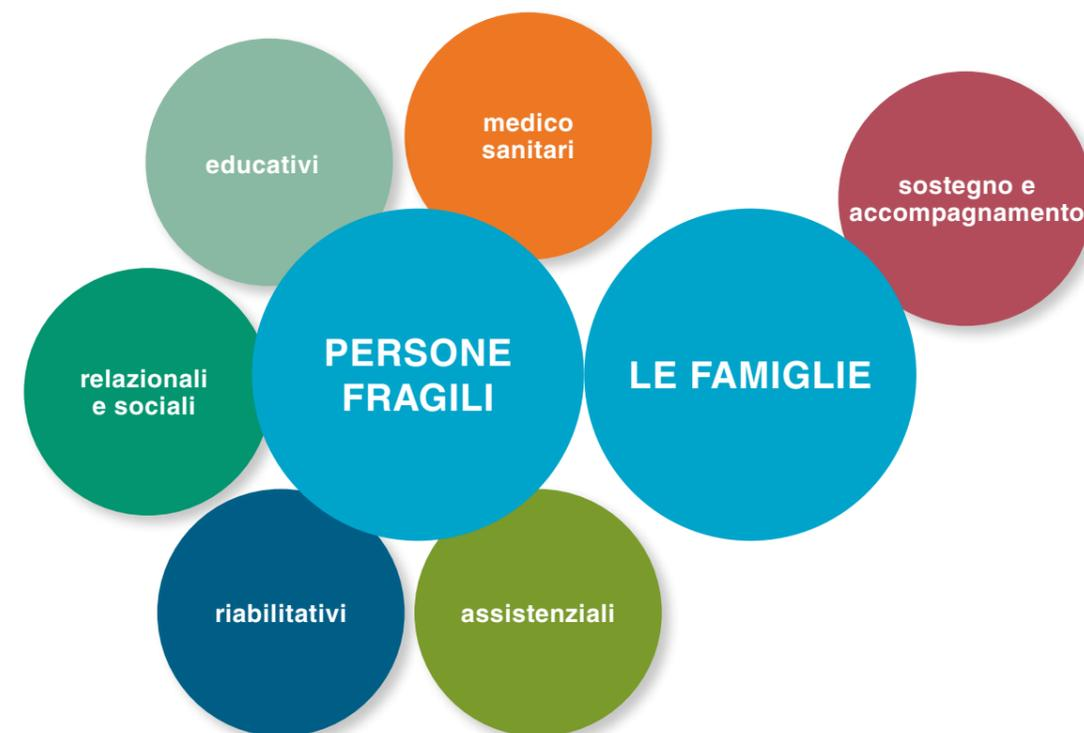 educativi
medico
sanitari
sostegno e
accompagnamento
relazionali
e sociali
PERSONE
FRAGILI
LE FAMIGLIE
riabilitativi
assistenziali